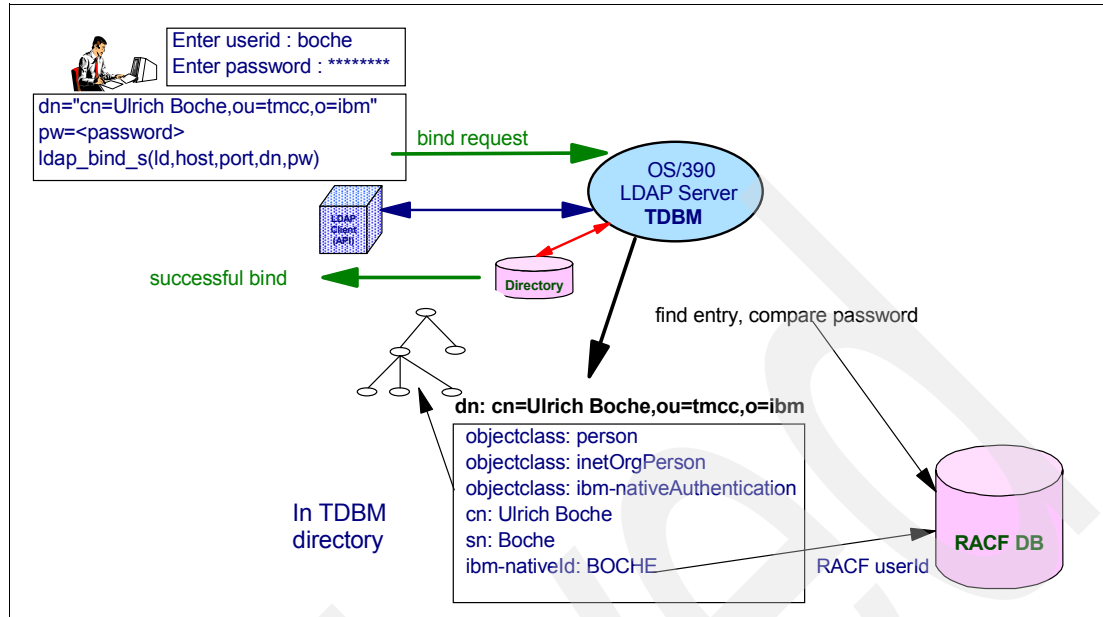 Enter userid : boche
Enter password : ********
dn="cn=Ulrich Boche,ou=tmcc,o=ibm"
pw=<password>
ldap_bind_s(ld,host,port,dn,pw)
bind request
OS/390
LDAP Server
TDBM
LDAP
Client
(API)
successful bind
Directory
find entry, compare password
dn: cn=Ulrich Boche,ou=tmcc,o=ibm
objectclass: person
objectclass: inetOrgPerson
objectclass: ibm-nativeAuthentication
cn: Ulrich Boche
sn: Boche
ibm-nativeId: BOCHE
In TDBM
directory
RACF userId
RACF DB